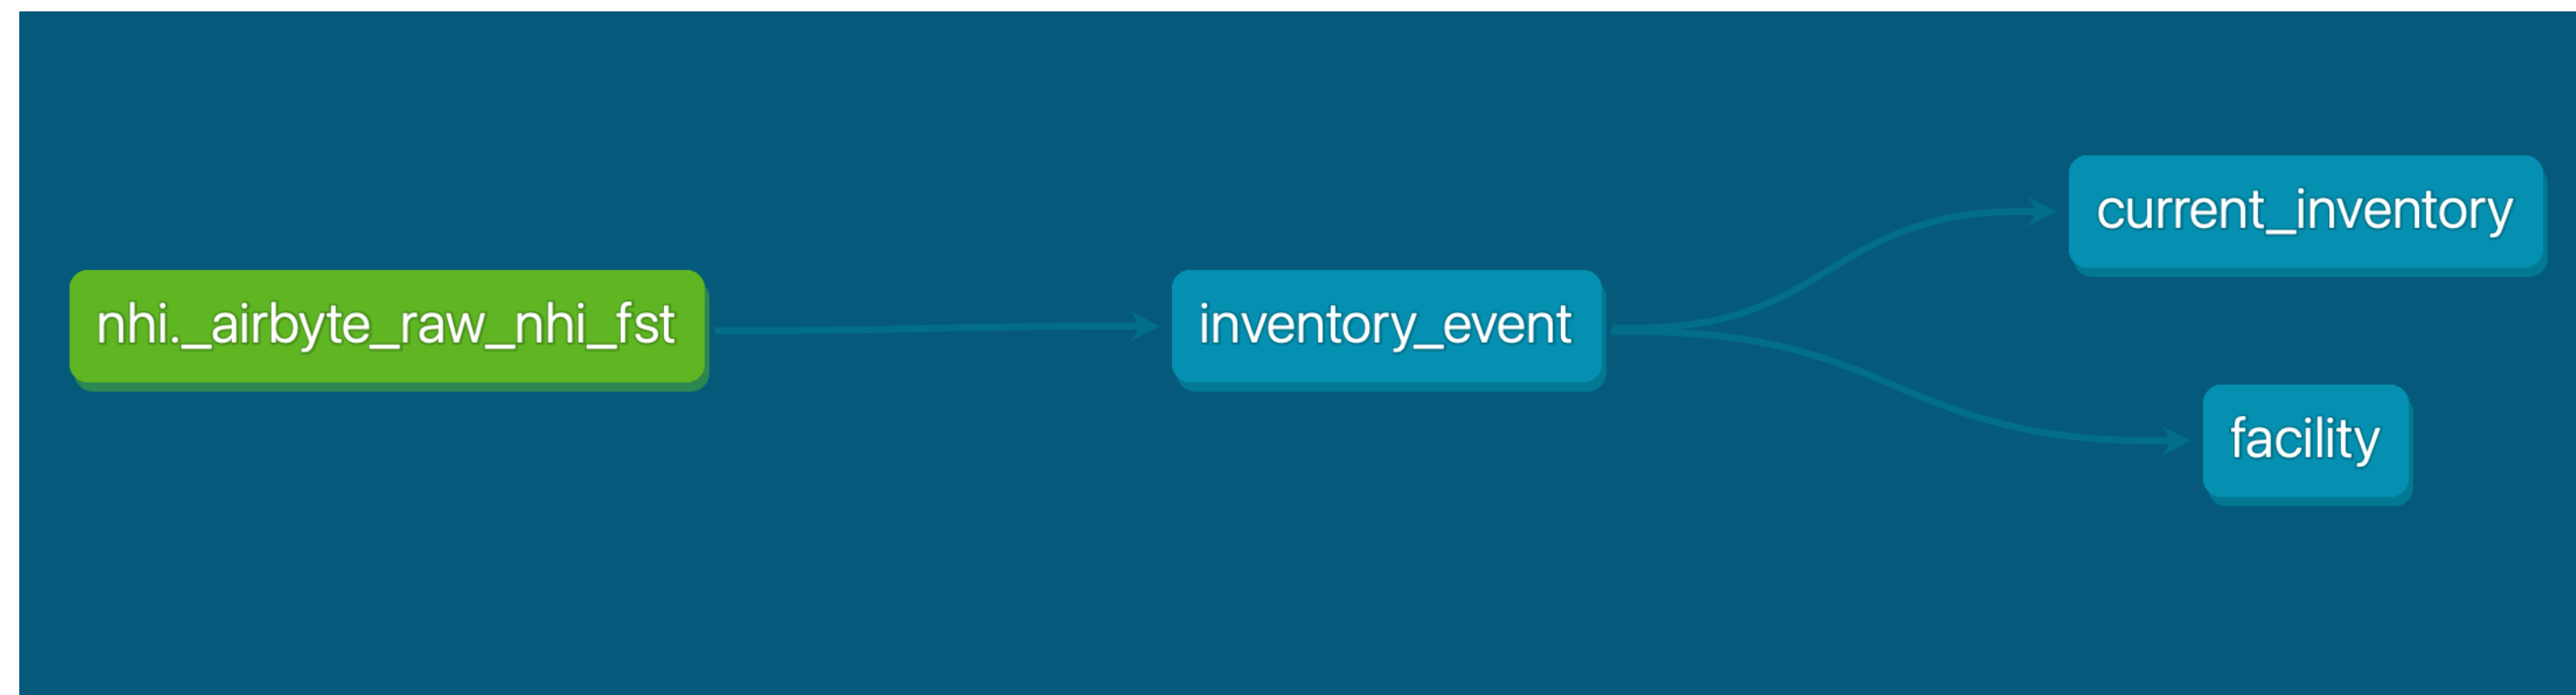 nhi._airbyte_raw_nhi_fst
inventory_event
current_inventory
facility